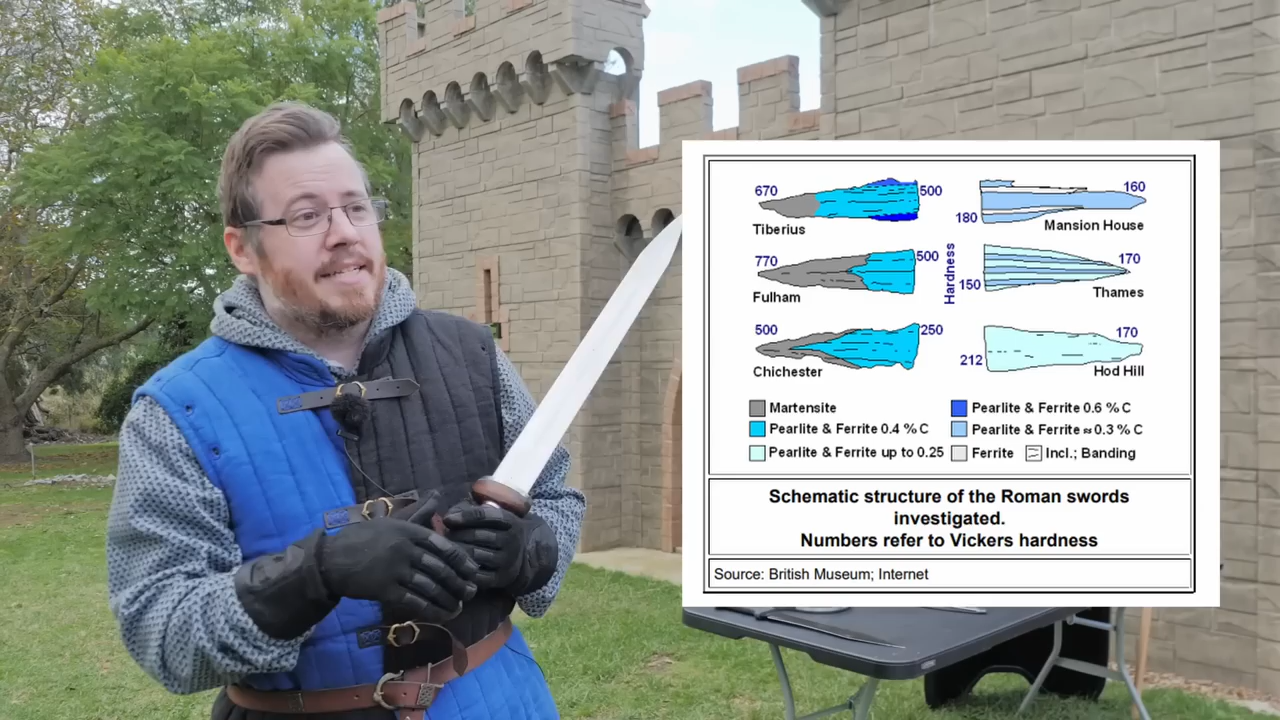 670
500
Tiberius
160
180
Mansion House
770
500
Fulham
Hardness
170
150
Thames
500
250
Chichester
170
212
Hod Hill
Martensite
Pearlite & Ferrite 0.6 %C
Pearlite & Ferrite 0.4 %C
Pearlite & Ferrite ≈ 0.3 %C
Pearlite & Ferrite up to 0.25
Ferrite
Incl.; Banding
Schematic structure of the Roman swords
investigated.
Numbers refer to Vickers hardness
Source: British Museum; Internet